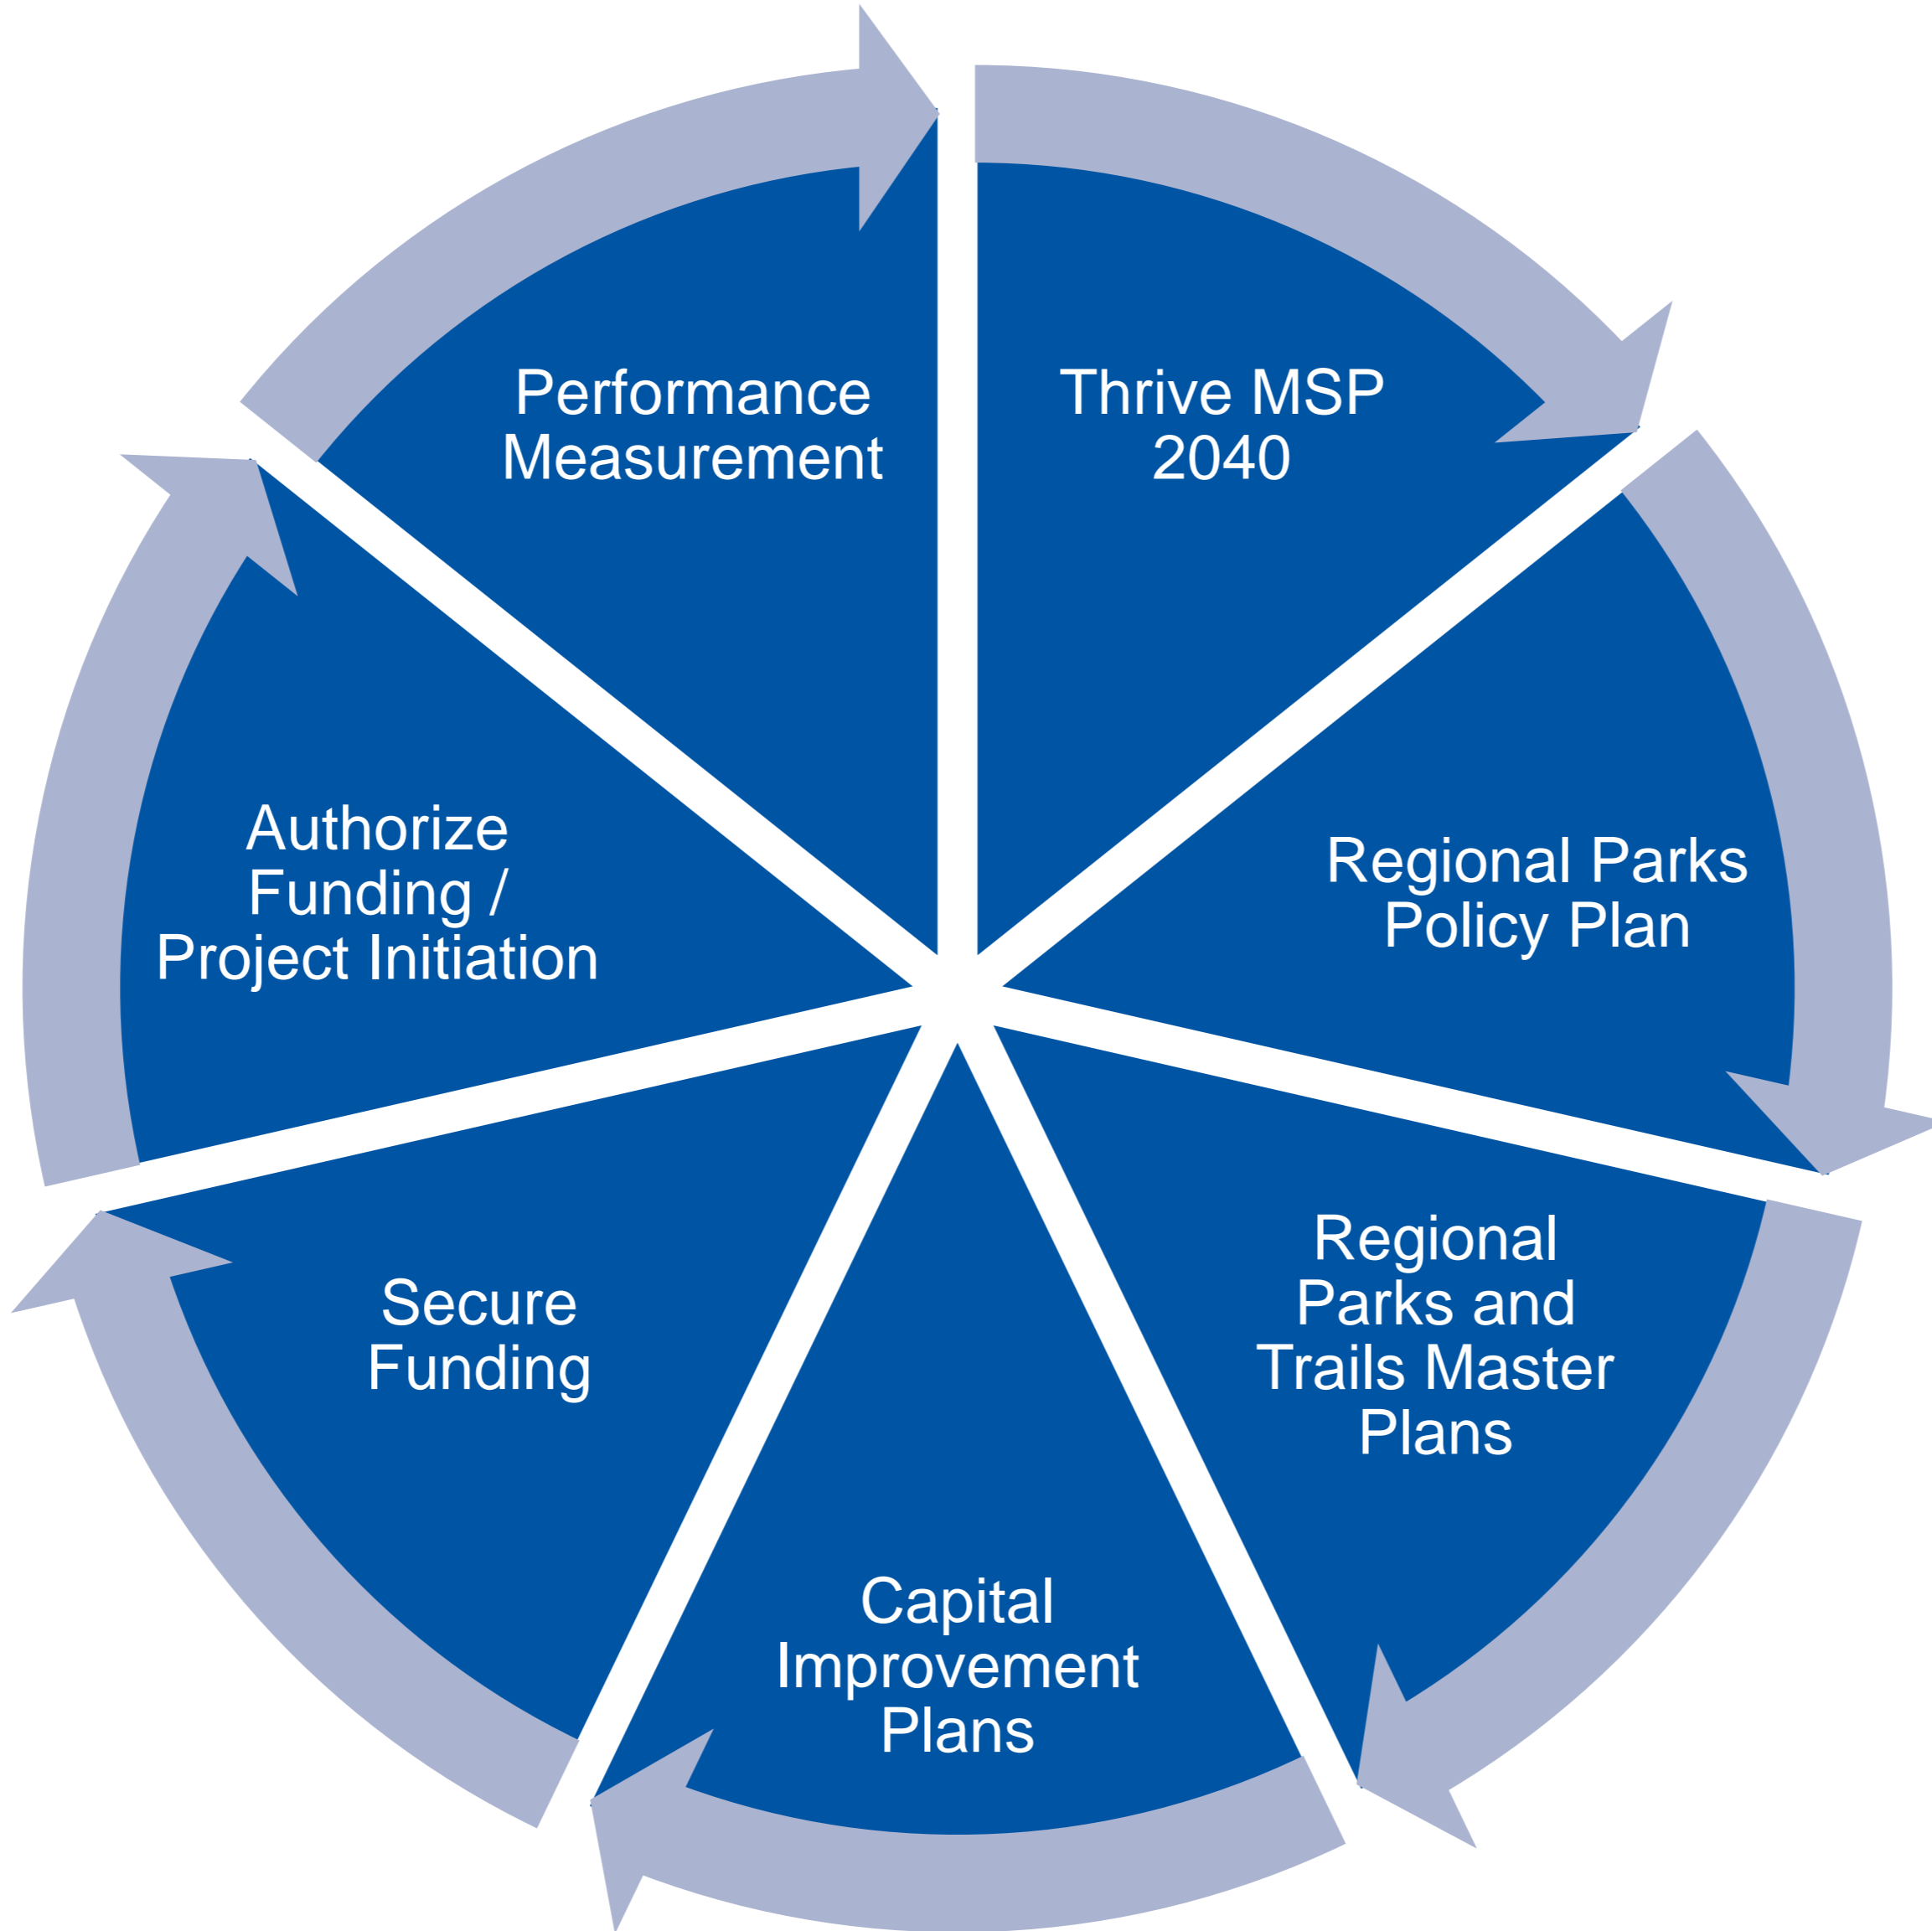 Thrive MSP
2040
Regional Parks
Policy Plan
Regional
Parks and
Trails Master
Plans
Capital
Improvement
Plans
Secure
Funding
Authorize
Funding /
Project Initiation
Performance
Measurement